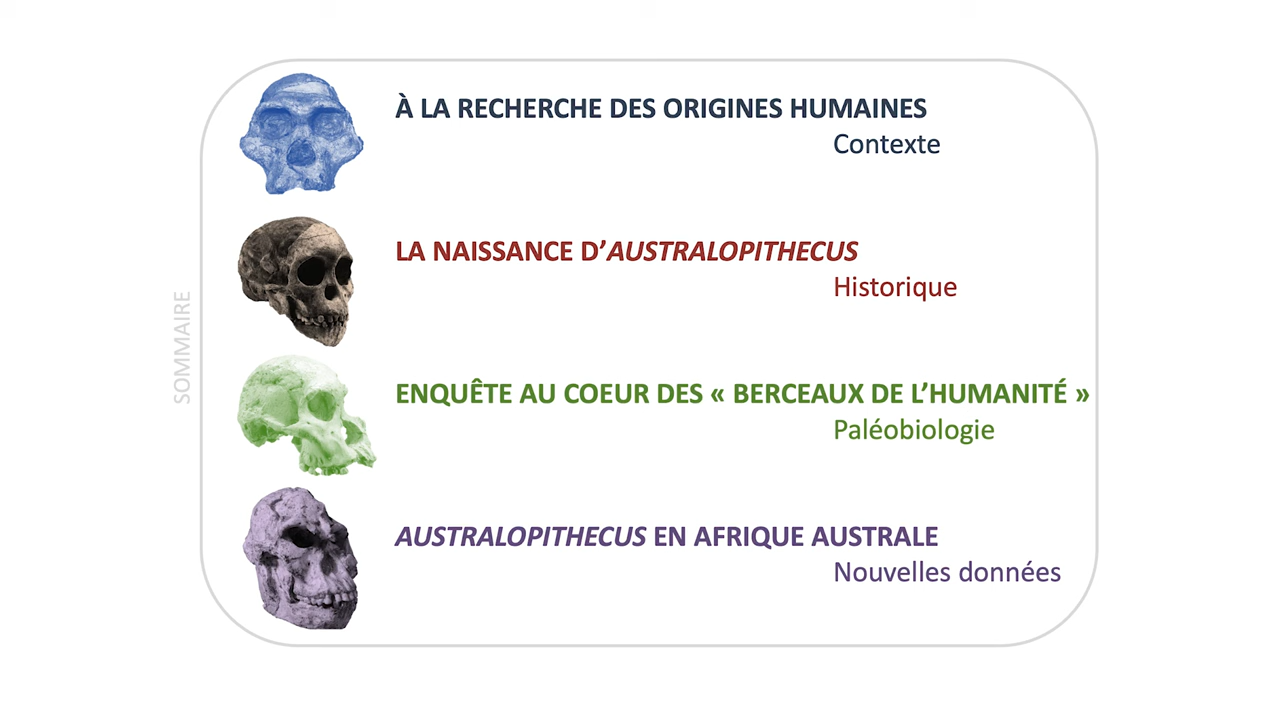 SOMMAIRE
À LA RECHERCHE DES ORIGINES HUMAINES
Contexte
LA NAISSANCE D’AUSTRALOPITHECUS
Historique
ENQUÊTE AU COEUR DES « BERCEAUX DE L’HUMANITÉ »
Paléobiologie
AUSTRALOPITHECUS EN AFRIQUE AUSTRALE
Nouvelles données